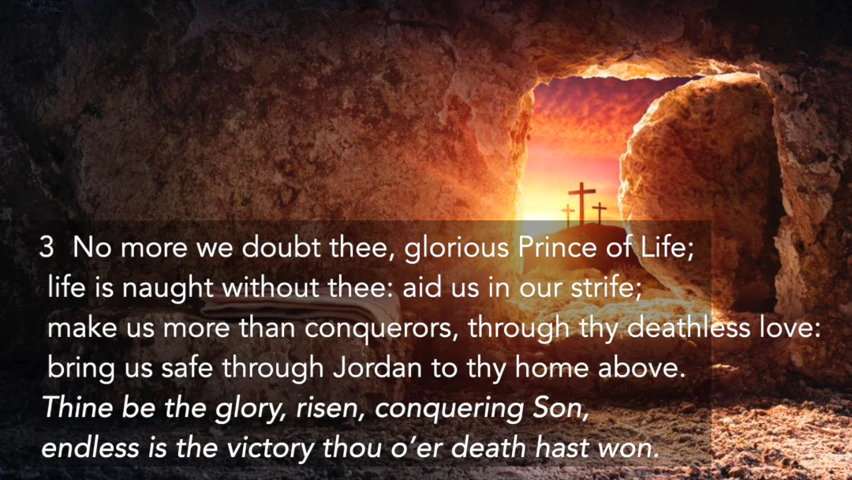 3 No more we doubt thee, glorious Prince of Life;
life is naught without thee: aid us in our strife;
make us more than conquerors, through thy deathless love:
bring us safe through Jordan to thy home above.
Thine be the glory, risen, conquering Son,
endless is the victory thou o’er death hast won.